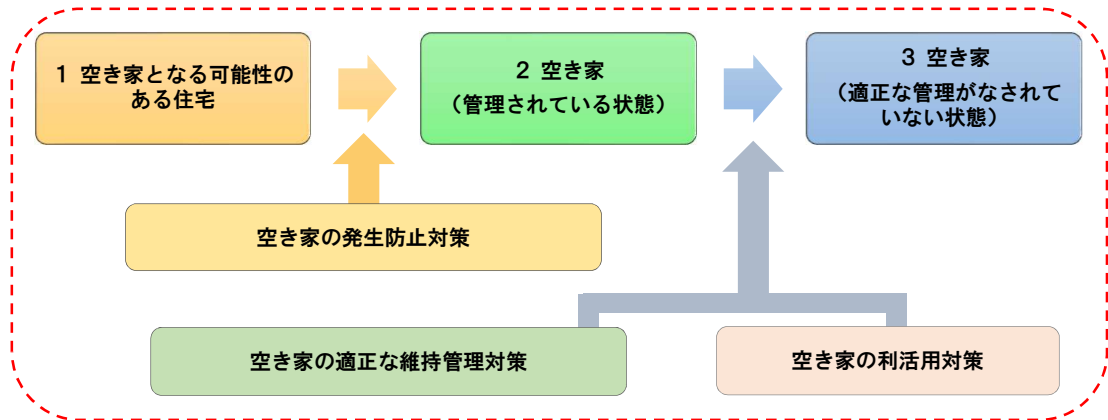 1 空き家となる可能性の
ある住宅
2 空き家
（管理されている状態）
3 空き家
（適正な管理がなされて
いない状態）
空き家の発生防止対策
空き家の適正な維持管理対策
空き家の利活用対策